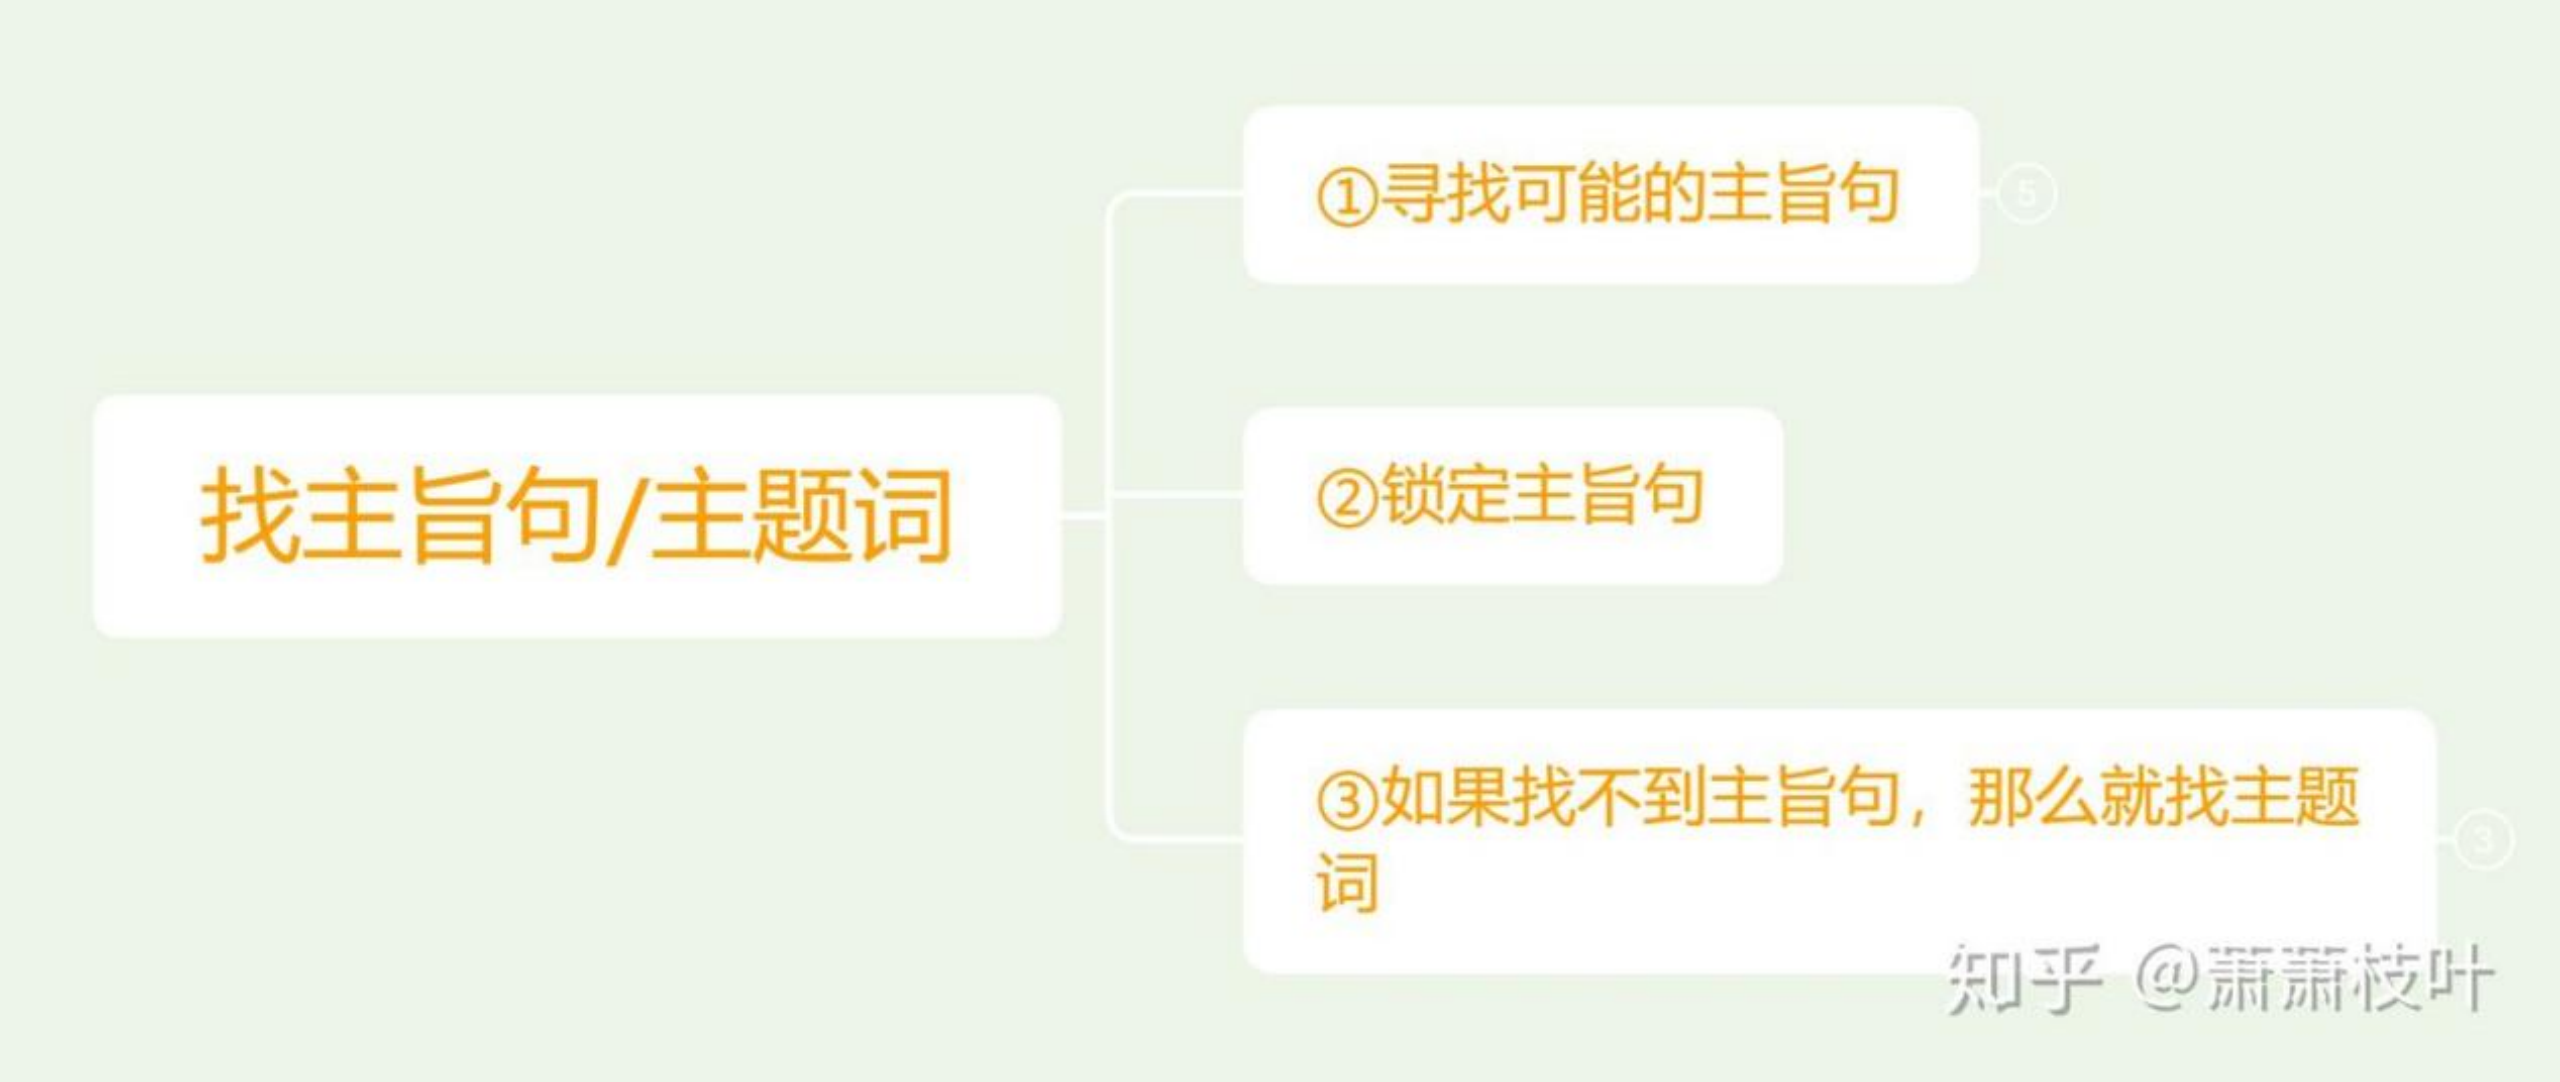 ①寻找可能的主旨句
5
找主旨句/主题词
②锁定主旨句
③如果找不到主旨句，那么就找主题
词
3
知乎 @萧萧枝叶